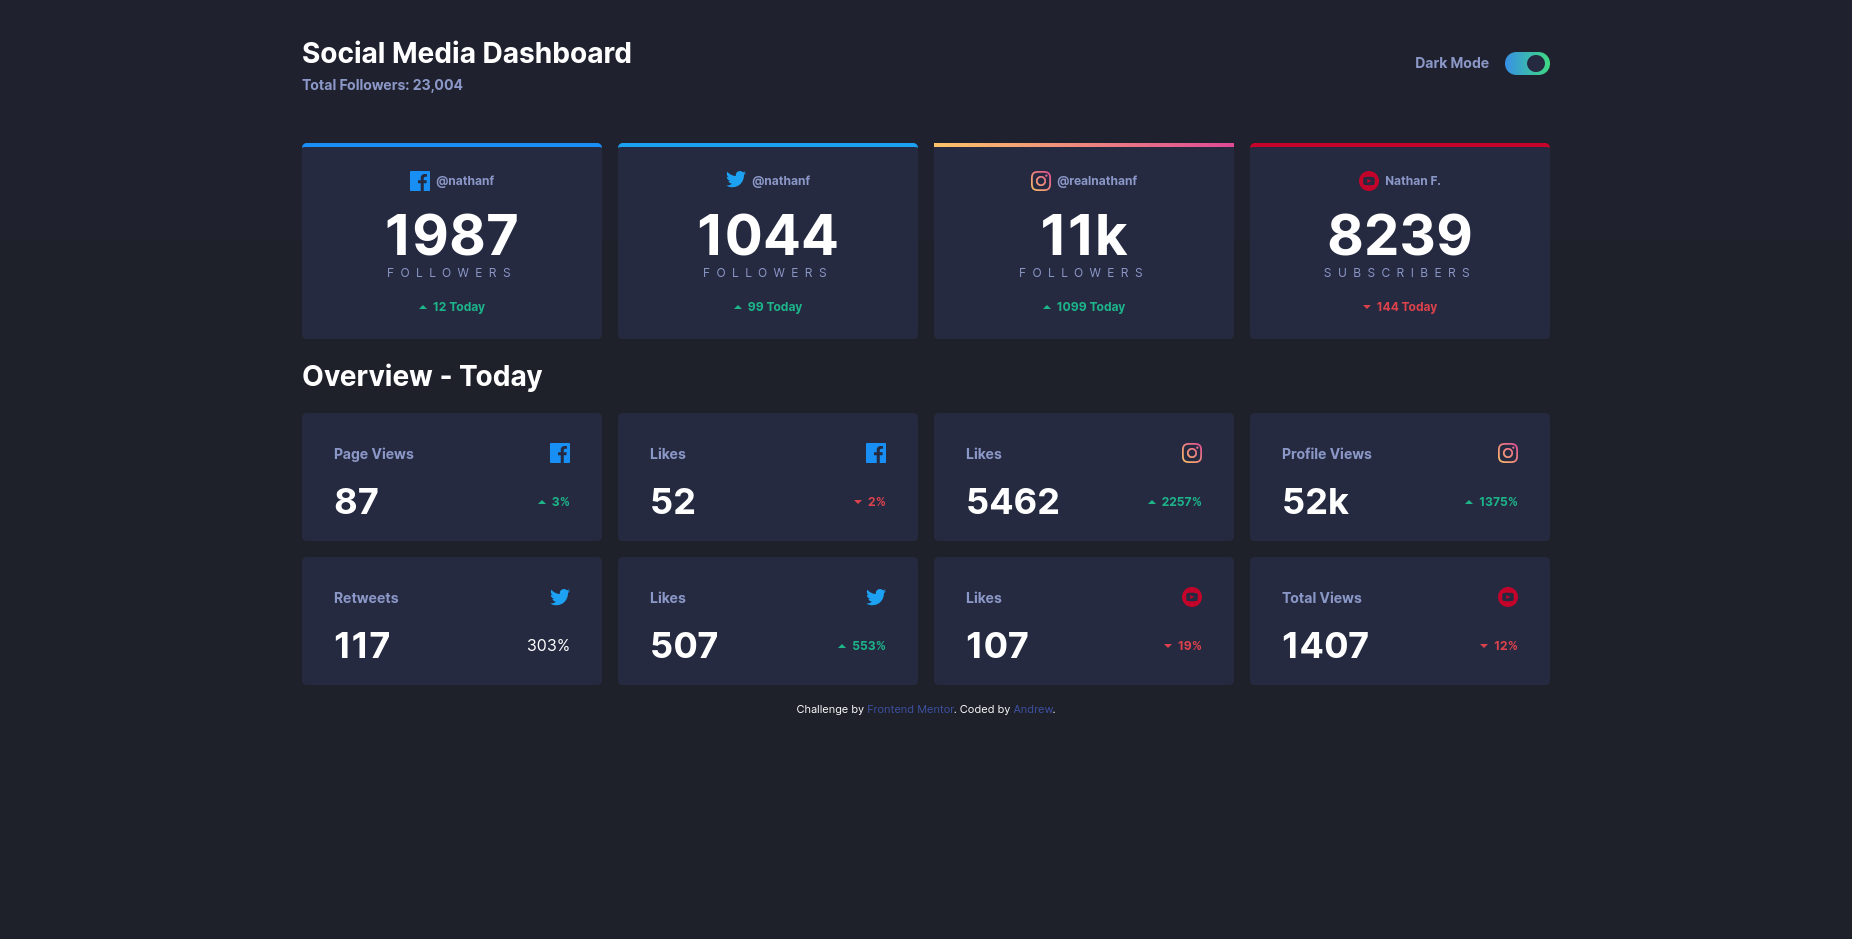 Social Media Dashboard
Total Followers: 23,004
Dark Mode
@nathanf
1987
FOLLOWERS
12 Today
@nathanf
1044
FOLLOWERS
99 Today
@realnathanf
11k
FOLLOWERS
1099 Today
Nathan F.
8239
SUBSCRIBERS
144 Today
Overview - Today
Page Views
87
3%
Likes
52
2%
Likes
5462
2257%
Profile Views
52k
1375%
Retweets
117
303%
Likes
507
553%
Likes
107
19%
Total Views
1407
12%
Challenge by Frontend Mentor. Coded by Andrew.